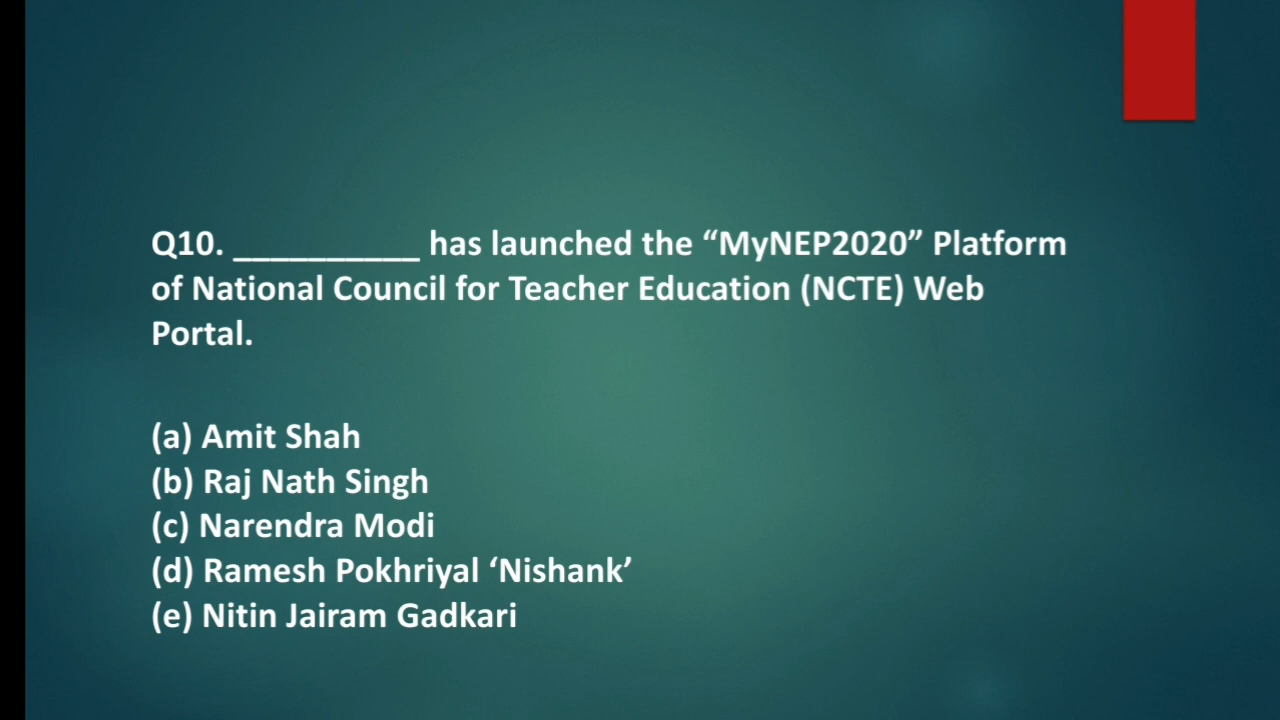 Q10. __________ has launched the “MyNEP2020” Platform
of National Council for Teacher Education (NCTE) Web
Portal.
(a) Amit Shah
(b) Raj Nath Singh
(c) Narendra Modi
(d) Ramesh Pokhriyal ‘Nishank’
(e) Nitin Jairam Gadkari